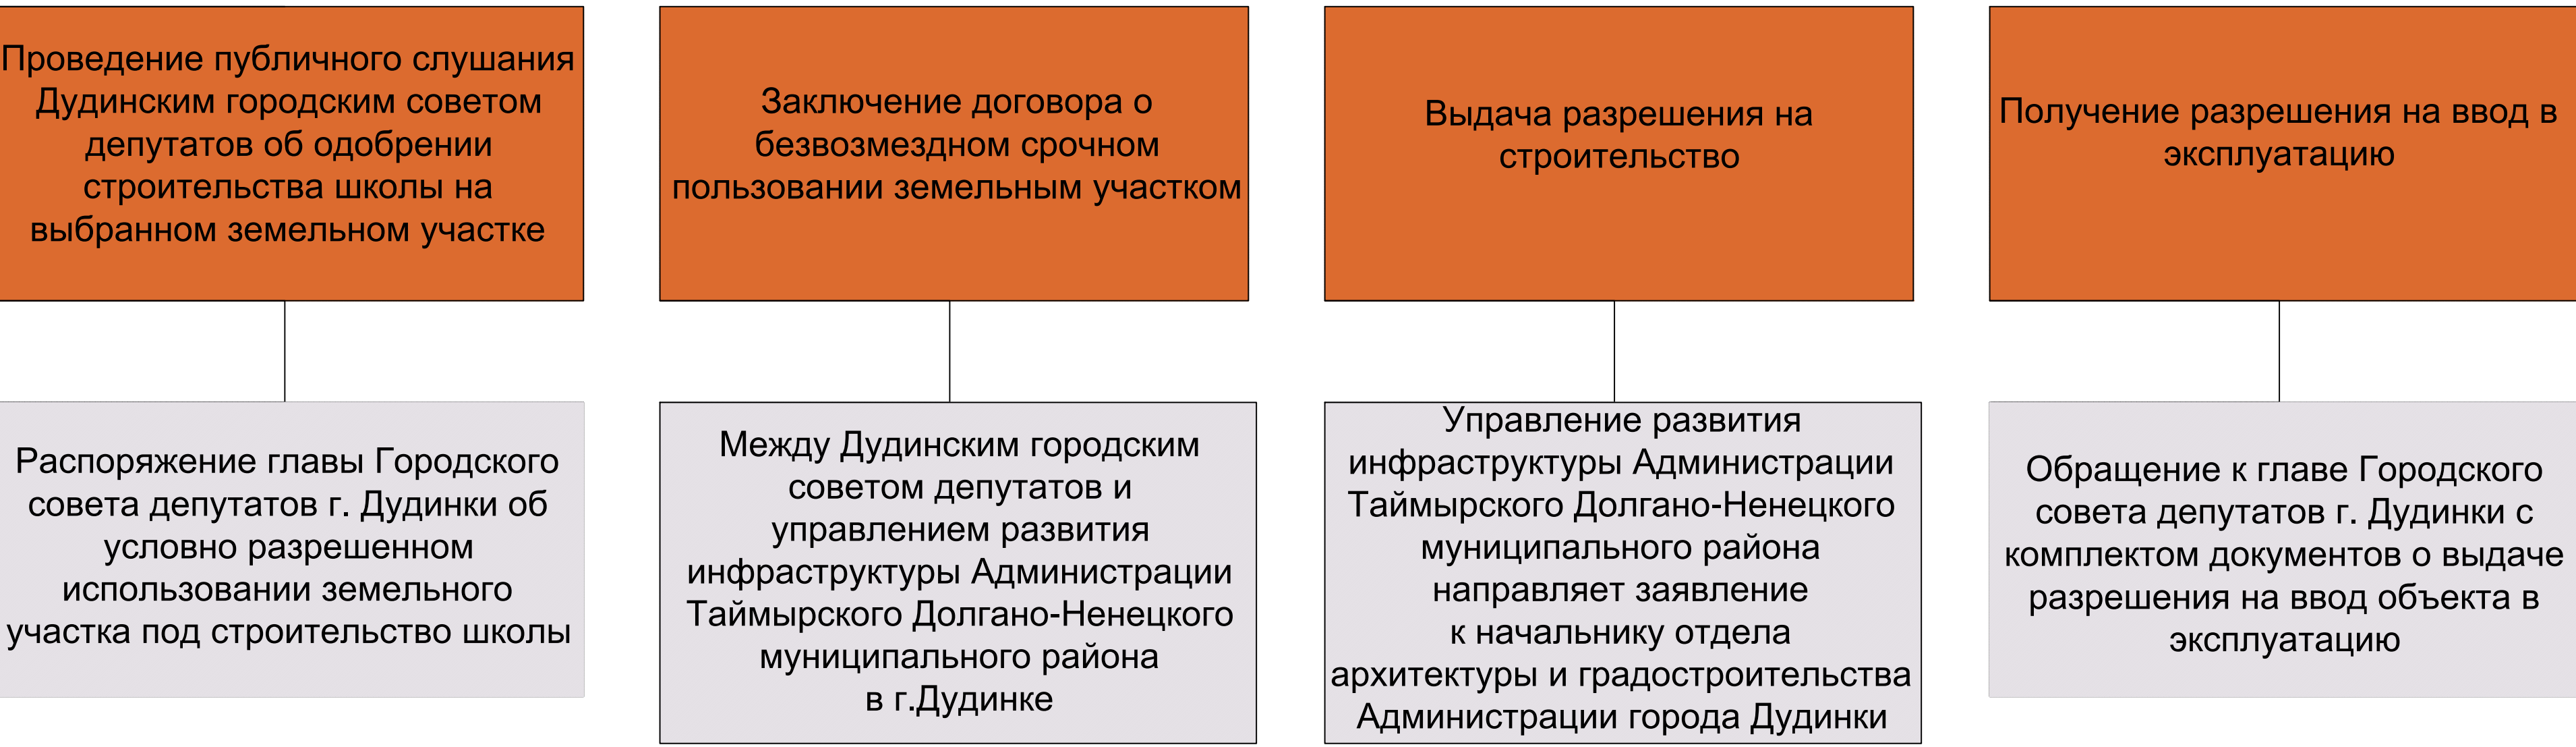 Проведение публичного слушания
Дудинским городским советом
депутатов об одобрении
строительства школы на
выбранном земельном участке
Заключение договора о
безвозмездном срочном
пользовании земельным участком
Выдача разрешения на
строительство
Получение разрешения на ввод в
эксплуатацию
Распоряжение главы Городского
совета депутатов г. Дудинки об
условно разрешенном
использовании земельного
участка под строительство школы
Между Дудинским городским
советом депутатов и
управлением развития
инфраструктуры Администрации
Таймырского Долгано-Ненецкого
муниципального района
в г.Дудинке
Управление развития
инфраструктуры Администрации
Таймырского Долгано-Ненецкого
муниципального района
направляет заявление
к начальнику отдела
архитектуры и градостроительства
Администрации города Дудинки
Обращение к главе Городского
совета депутатов г. Дудинки с
комплектом документов о выдаче
разрешения на ввод объекта в
эксплуатацию